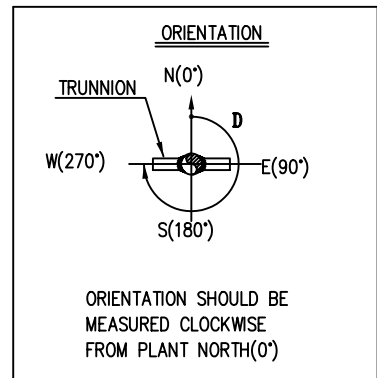 ORIENTATION
N(0°)
TRUNNION
D
W(270°)
E(90°)
S(180°)
ORIENTATION SHOULD BE
MEASURED CLOCKWISE
FROM PLANT NORTH(0°)